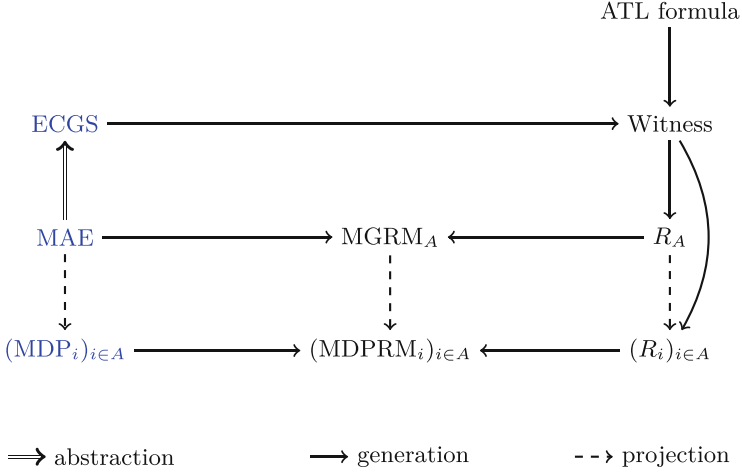 ATL formula
ECGS Witness
MAE MGRM_A R_A
(MDP_i)_{i∈A} (MDPRM_i)_{i∈A} (R_i)_{i∈A}
abstraction generation projection